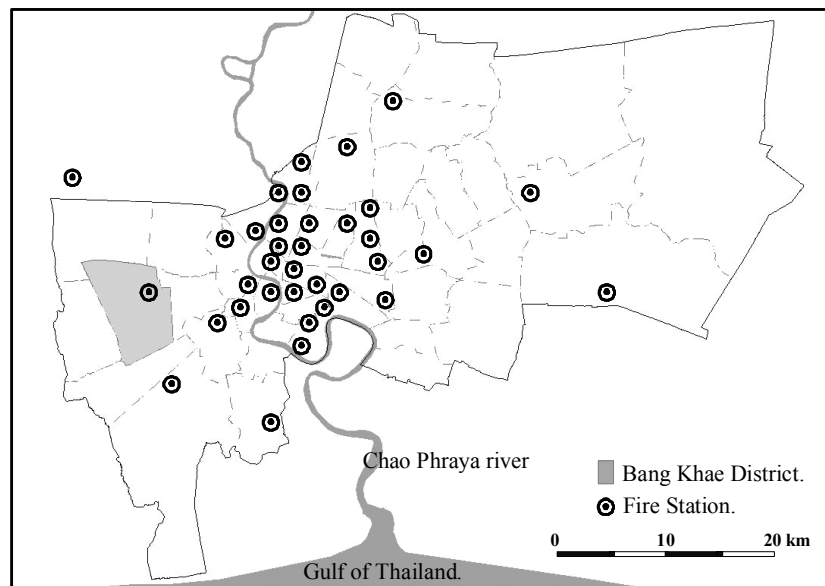 Chao Phraya river
Bang Khae District.
Fire Station.
0 10 20 km
Gulf of Thailand.